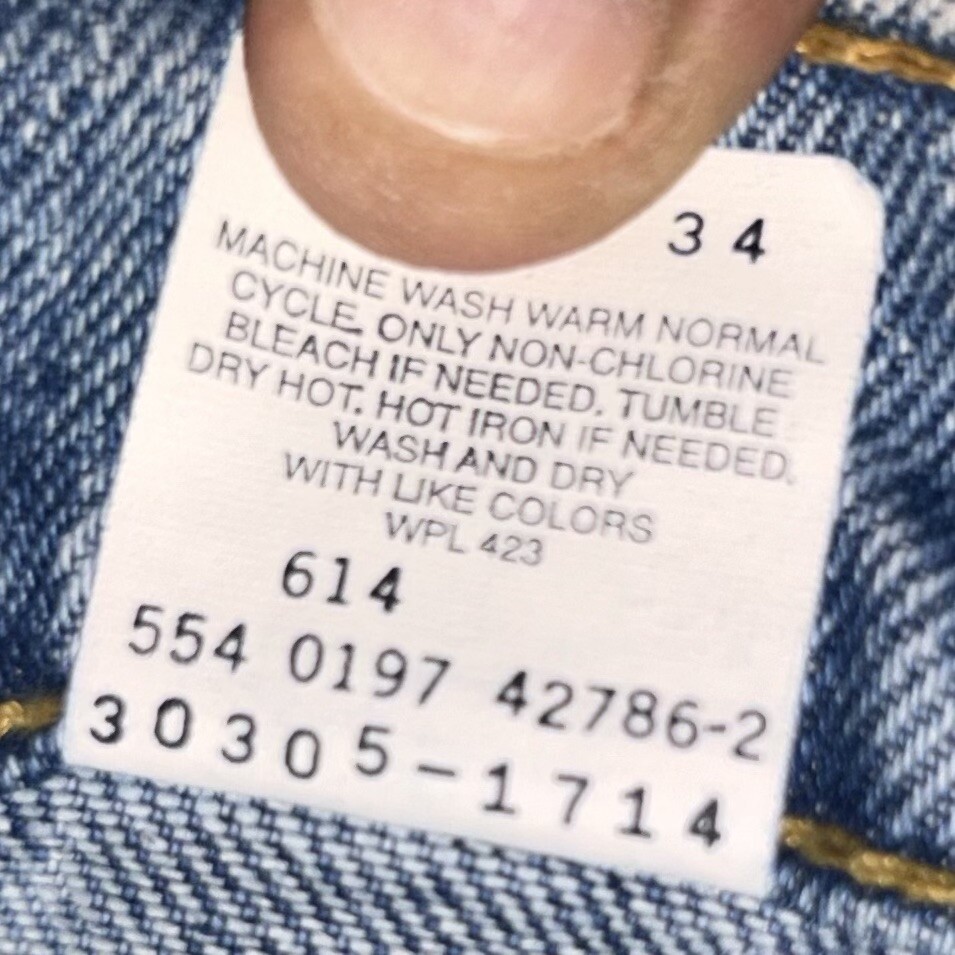 34
MACHINE WASH WARM NORMAL
CYCLE. ONLY NON-CHLORINE
BLEACH IF NEEDED. TUMBLE
DRY HOT. HOT IRON IF NEEDED.
WASH AND DRY
WITH LIKE COLORS
WPL 423
614
554 0197 42786-2
30305-1714